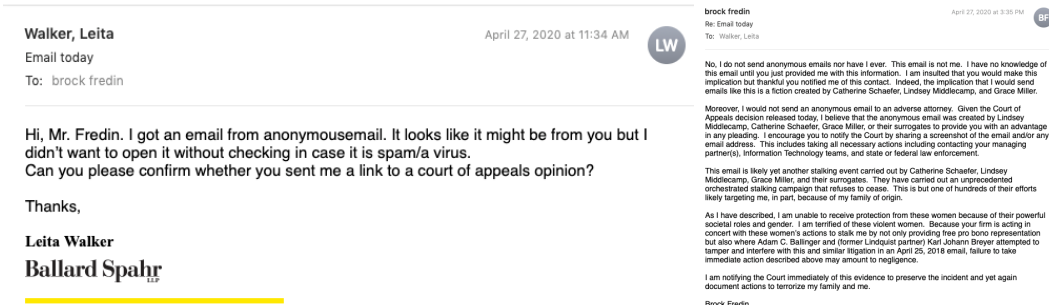 Walker, Leita
April 27, 2020 at 11:34 AM
LW
Email today
To: brock fredin
Hi, Mr. Fredin. I got an email from anonymousemail. It looks like it might be from you but I
didn't want to open it without checking in case it is spam/a virus.
Can you please confirm whether you sent me a link to a court of appeals opinion?
Thanks,
Leita Walker
Ballard Spahr
LLP
brock fredin
April 27, 2020 at 3:35 PM
BF
Re: Email today
To: Walker, Leita
No, I do not send anonymous emails nor have I ever. This email is not me. I have no knowledge of
this email until you just provided me with this information. I am insulted that you would make this
implication but thankful you notified me of this contact. Indeed, the implication that I would send
emails like this is a fiction created by Catherine Schaefer, Lindsey Middlecamp, and Grace Miller.
Moreover, I would not send an anonymous email to an adverse attorney. Given the Court of
Appeals decision released today, I believe that the anonymous email was created by Lindsey
Middlecamp, Catherine Schaefer, Grace Miller, or their surrogates to provide you with an advantage
in any pleading. I encourage you to notify the Court by sharing a screenshot of the email and/or any
email address. This includes taking all necessary actions including contacting your managing
partner(s), Information Technology teams, and state or federal law enforcement.
This email is likely yet another stalking event carried out by Catherine Schaefer, Lindsey
Middlecamp, Grace Miller, and their surrogates. They have carried out an unprecedented
orchestrated stalking campaign that refuses to cease. This is but one of hundreds of their efforts
likely targeting me, in part, because of my family of origin.
As I have described, I am unable to receive protection from these women because of their powerful
societal roles and gender. I am terrified of these violent women. Because your firm is acting in
concert with these women's actions to stalk me by not only providing free pro bono representation
but also where Adam C. Ballinger and (former Lindquist partner) Karl Johann Breyer attempted to
tamper and interfere with this and similar litigation in an April 25, 2018 email, failure to take
immediate action described above may amount to negligence.
I am notifying the Court immediately of this evidence to preserve the incident and yet again
document actions to terrorize my family and me.
Brock Fredin